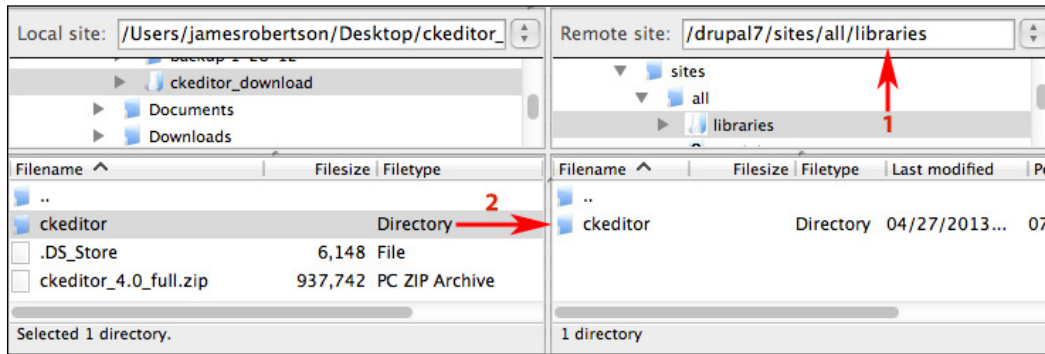 Local site: /Users/jamesrobertson/Desktop/ckeditor_
ckeditor_download
Documents
Downloads
Filename Filesize Filetype
..
ckeditor Directory
.DS_Store 6,148 File
ckeditor_4.0_full.zip 937,742 PC ZIP Archive
Selected 1 directory.
2
Remote site: /drupal7/sites/all/libraries
sites
all
libraries
1
Filename Filesize Filetype Last modified
..
ckeditor Directory 04/27/2013... 07
1 directory